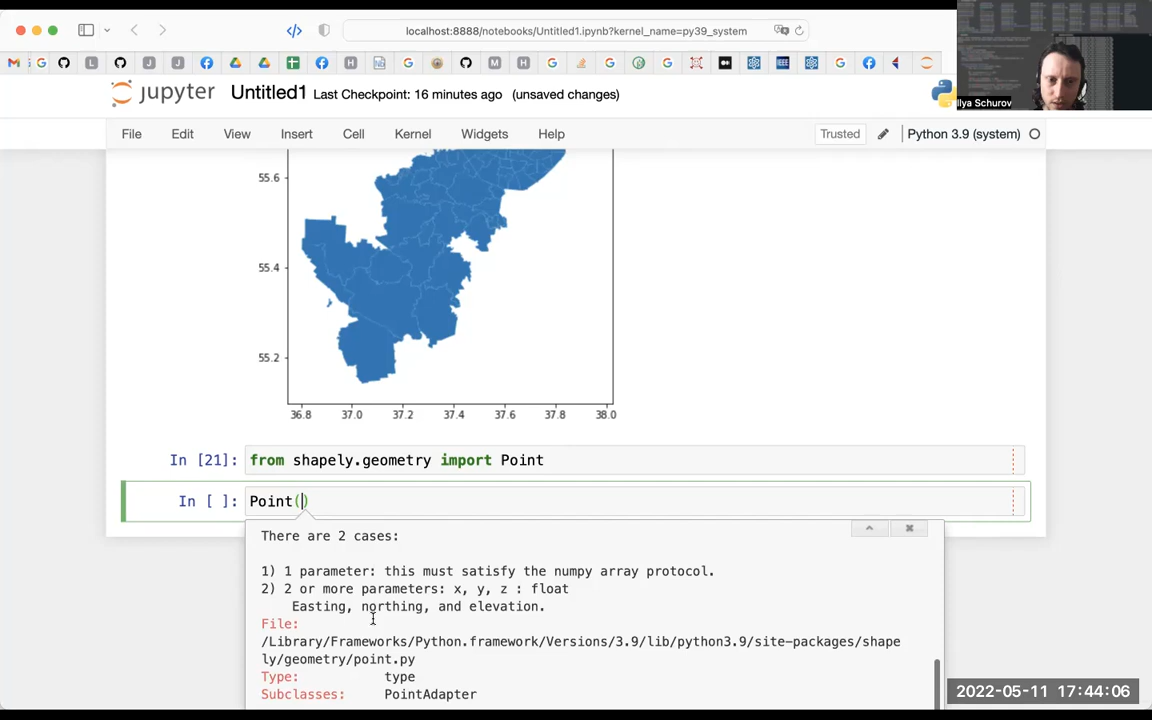 localhost:8888/notebooks/Untitled1.ipynb?kernel_name=py39_system
jupyter Untitled1 Last Checkpoint: 16 minutes ago (unsaved changes)
Ilya Schurov
File Edit View Insert Cell Kernel Widgets Help Trusted Python 3.9 (system)
55.6
55.4
55.2
36.8 37.0 37.2 37.4 37.6 37.8 38.0
In [21]: from shapely.geometry import Point
In [ ]: Point()
There are 2 cases:
1) 1 parameter: this must satisfy the numpy array protocol.
2) 2 or more parameters: x, y, z : float
Easting, northing, and elevation.
File:
/Library/Frameworks/Python.framework/Versions/3.9/lib/python3.9/site-packages/shape
ly/geometry/point.py
Type: type
Subclasses: PointAdapter
2022-05-11 17:44:06